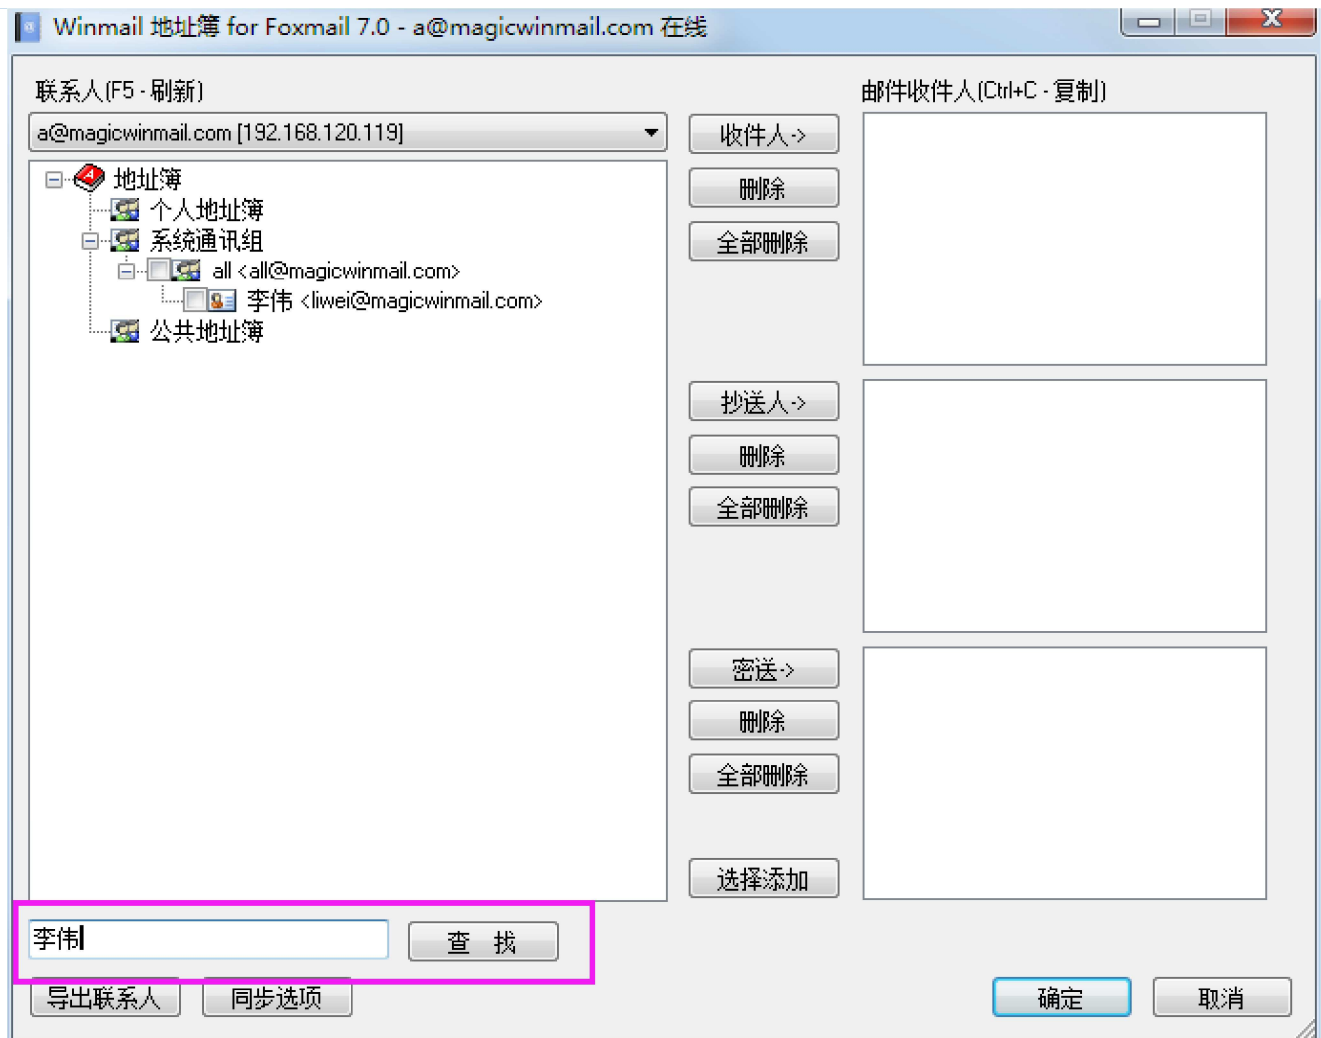 Winmail 地址簿 for Foxmail 7.0 - a@magicwinmail.com 在线
联系人(F5 - 刷新)
a@magicwinmail.com [192.168.120.119]
地址簿
个人地址簿
系统通讯组
all <all@magicwinmail.com>
李伟 <liwei@magicwinmail.com>
公共地址簿
李伟
查 找
导出联系人
同步选项
收件人->
删除
全部删除
抄送人->
删除
全部删除
密送->
删除
全部删除
选择添加
邮件收件人(Ctrl+C - 复制)
确定
取消